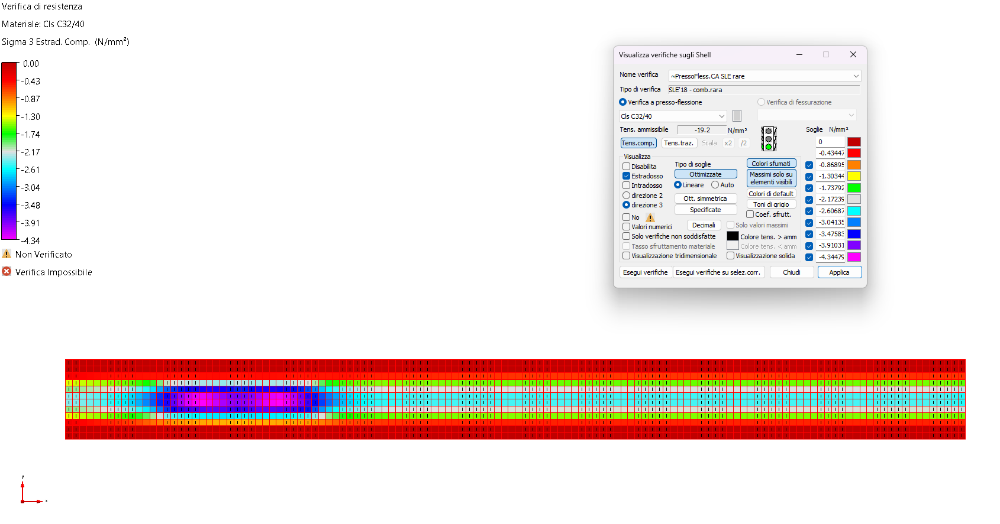 Verifica di resistenza
Materiale: Cls C32/40
Sigma 3 Estrad. Comp. (N/mm²)
0.00
-0.43
-0.87
-1.30
-1.74
-2.17
-2.61
-3.04
-3.48
-3.91
-4.34
Non Verificato
Verifica Impossibile
Visualizza verifiche sugli Shell
Nome verifica
~PressoFless.CA SLE rare
Tipo di verifica
SLE'18 - comb.rara
Verifica a presso-flessione
Verifica di fessurazione
Cls C32/40
Tens. ammissibile
-19.2
N/mm²
Soglie N/mm²
Tens.comp.
Tens.traz.
Scala
x2
/2
0
-0.43447
-0.86895
-1.30344
-1.73792
-2.17239
-2.60687
-3.04135
-3.47583
-3.91031
-4.34479
Visualizza
Disabilita
Estradosso
Intradosso
direzione 2
direzione 3
No
Valori numerici
Solo verifiche non soddisfatte
Tasso sfruttamento materiale
Visualizzazione tridimensionale
Tipo di soglie
Ottimizzate
Lineare
Auto
Ott. simmetrica
Specificate
Decimali
Colori sfumati
Massimi solo su
elementi visibili
Colori di default
Toni di grigio
Coef. sfrutt.
Solo valori massimi
Colore tens. > amm
Colore tens. < amm
Visualizzazione solida
Esegui verifiche
Esegui verifiche su selez.corr.
Chiudi
Applica
y
x